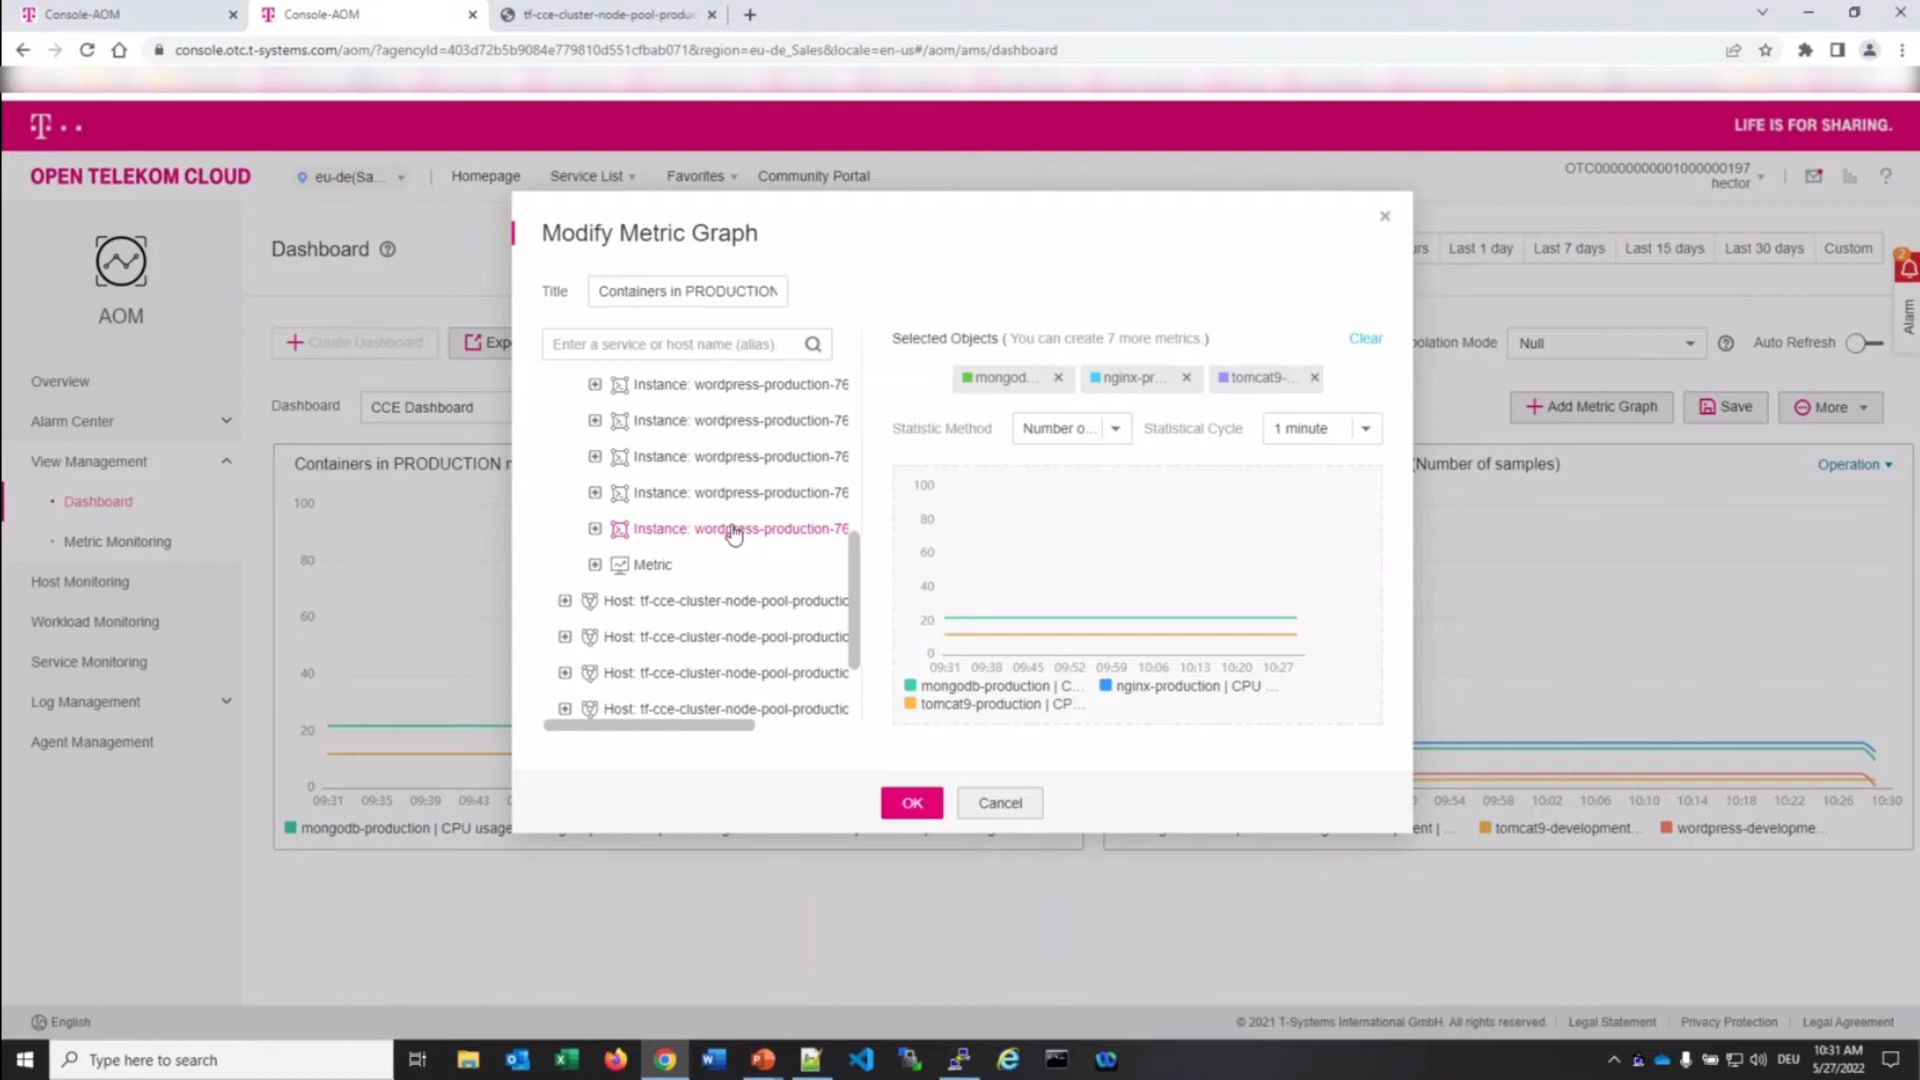 Console-AOM
Console-AOM
tf-cce-cluster-node-pool-produc
console.otc.t-systems.com/aom/?agencyId=403d72b5b9084e779810d551cfbab071&region=eu-de_Sales&locale=en-us#/aom/ams/dashboard
T
LIFE IS FOR SHARING.
OPEN TELEKOM CLOUD
eu-de(Sa...
Homepage
Service List
Favorites
Community Portal
OTC00000000001000000197
hector
AOM
Overview
Alarm Center
View Management
Dashboard
Metric Monitoring
Host Monitoring
Workload Monitoring
Service Monitoring
Log Management
Agent Management
English
Dashboard
Last 1 day
Last 7 days
Last 15 days
Last 30 days
Custom
2
Alarm
Create Dashboard
Exp
polation Mode
Null
Auto Refresh
Dashboard
CCE Dashboard
Add Metric Graph
Save
More
Containers in PRODUCTION
100
80
60
40
20
0
09:31 09:35 09:39 09:43
mongodb-production | CPU usage
(Number of samples)
Operation
09:54 09:58 10:02 10:06 10:10 10:14 10:18 10:22 10:26 10:30
ent | ...
tomcat9-development...
wordpress-developme...
Modify Metric Graph
Title
Containers in PRODUCTION
Enter a service or host name (alias).
Instance: wordpress-production-76
Instance: wordpress-production-76
Instance: wordpress-production-76
Instance: wordpress-production-76
Instance: wordpress-production-76
Metric
Host: tf-cce-cluster-node-pool-productio
Host: tf-cce-cluster-node-pool-productio
Host: tf-cce-cluster-node-pool-productio
Host: tf-cce-cluster-node-pool-productio
Selected Objects ( You can create 7 more metrics.)
Clear
mongod...
nginx-pr...
tomcat9-...
Statistic Method
Number o...
Statistical Cycle
1 minute
100
80
60
40
20
0
09:31 09:38 09:45 09:52 09:59 10:06 10:13 10:20 10:27
mongodb-production | C...
nginx-production | CPU ...
tomcat9-production | CP...
OK
Cancel
© 2021 T-Systems International GmbH. All rights reserved.
Legal Statement
Privacy Protection
Legal Agreement
Type here to search
DEU
10:31 AM
5/27/2022